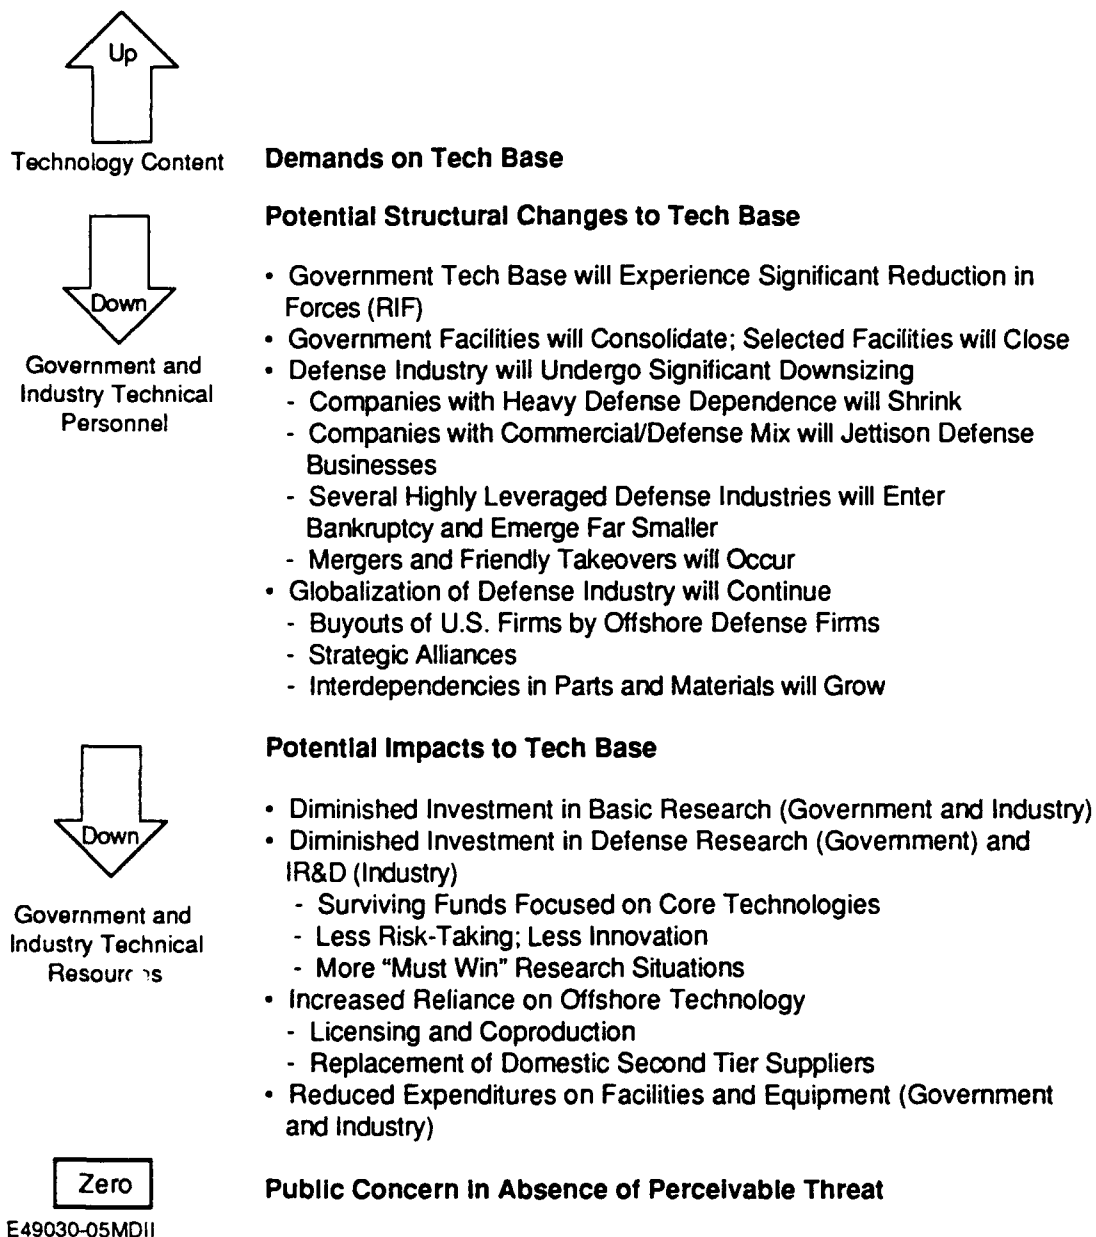 Up
Technology Content
Demands on Tech Base
Potential Structural Changes to Tech Base
Down
Government and
Industry Technical
Personnel
• Government Tech Base will Experience Significant Reduction in
Forces (RIF)
• Government Facilities will Consolidate; Selected Facilities will Close
• Defense Industry will Undergo Significant Downsizing
- Companies with Heavy Defense Dependence will Shrink
- Companies with Commercial/Defense Mix will Jettison Defense
Businesses
- Several Highly Leveraged Defense Industries will Enter
Bankruptcy and Emerge Far Smaller
- Mergers and Friendly Takeovers will Occur
• Globalization of Defense Industry will Continue
- Buyouts of U.S. Firms by Offshore Defense Firms
- Strategic Alliances
- Interdependencies in Parts and Materials will Grow
Potential Impacts to Tech Base
Down
Government and
Industry Technical
• Diminished Investment in Basic Research (Government and Industry)
• Diminished Investment in Defense Research (Government) and
IR&D (Industry)
- Surviving Funds Focused on Core Technologies
- Less Risk-Taking; Less Innovation
- More “Must Win” Research Situations
• Increased Reliance on Offshore Technology
- Licensing and Coproduction
- Replacement of Domestic Second Tier Suppliers
• Reduced Expenditures on Facilities and Equipment (Government
and Industry)
Zero
Public Concern in Absence of Perceivable Threat
E49030-05MDII